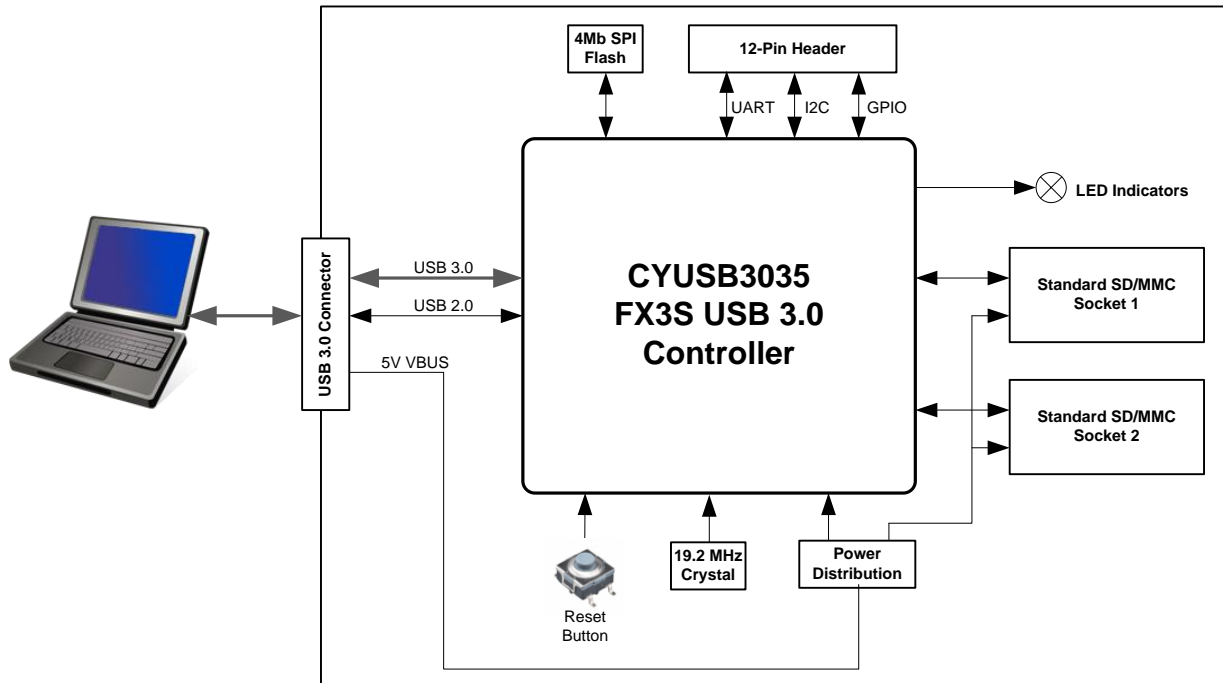 4Mb SPI
Flash
12-Pin Header
UART
I2C
GPIO
LED Indicators
USB 3.0 Connector
USB 3.0
USB 2.0
5V VBUS
CYUSB3035
FX3S USB 3.0
Controller
Standard SD/MMC
Socket 1
Standard SD/MMC
Socket 2
Reset
Button
19.2 MHz
Crystal
Power
Distribution